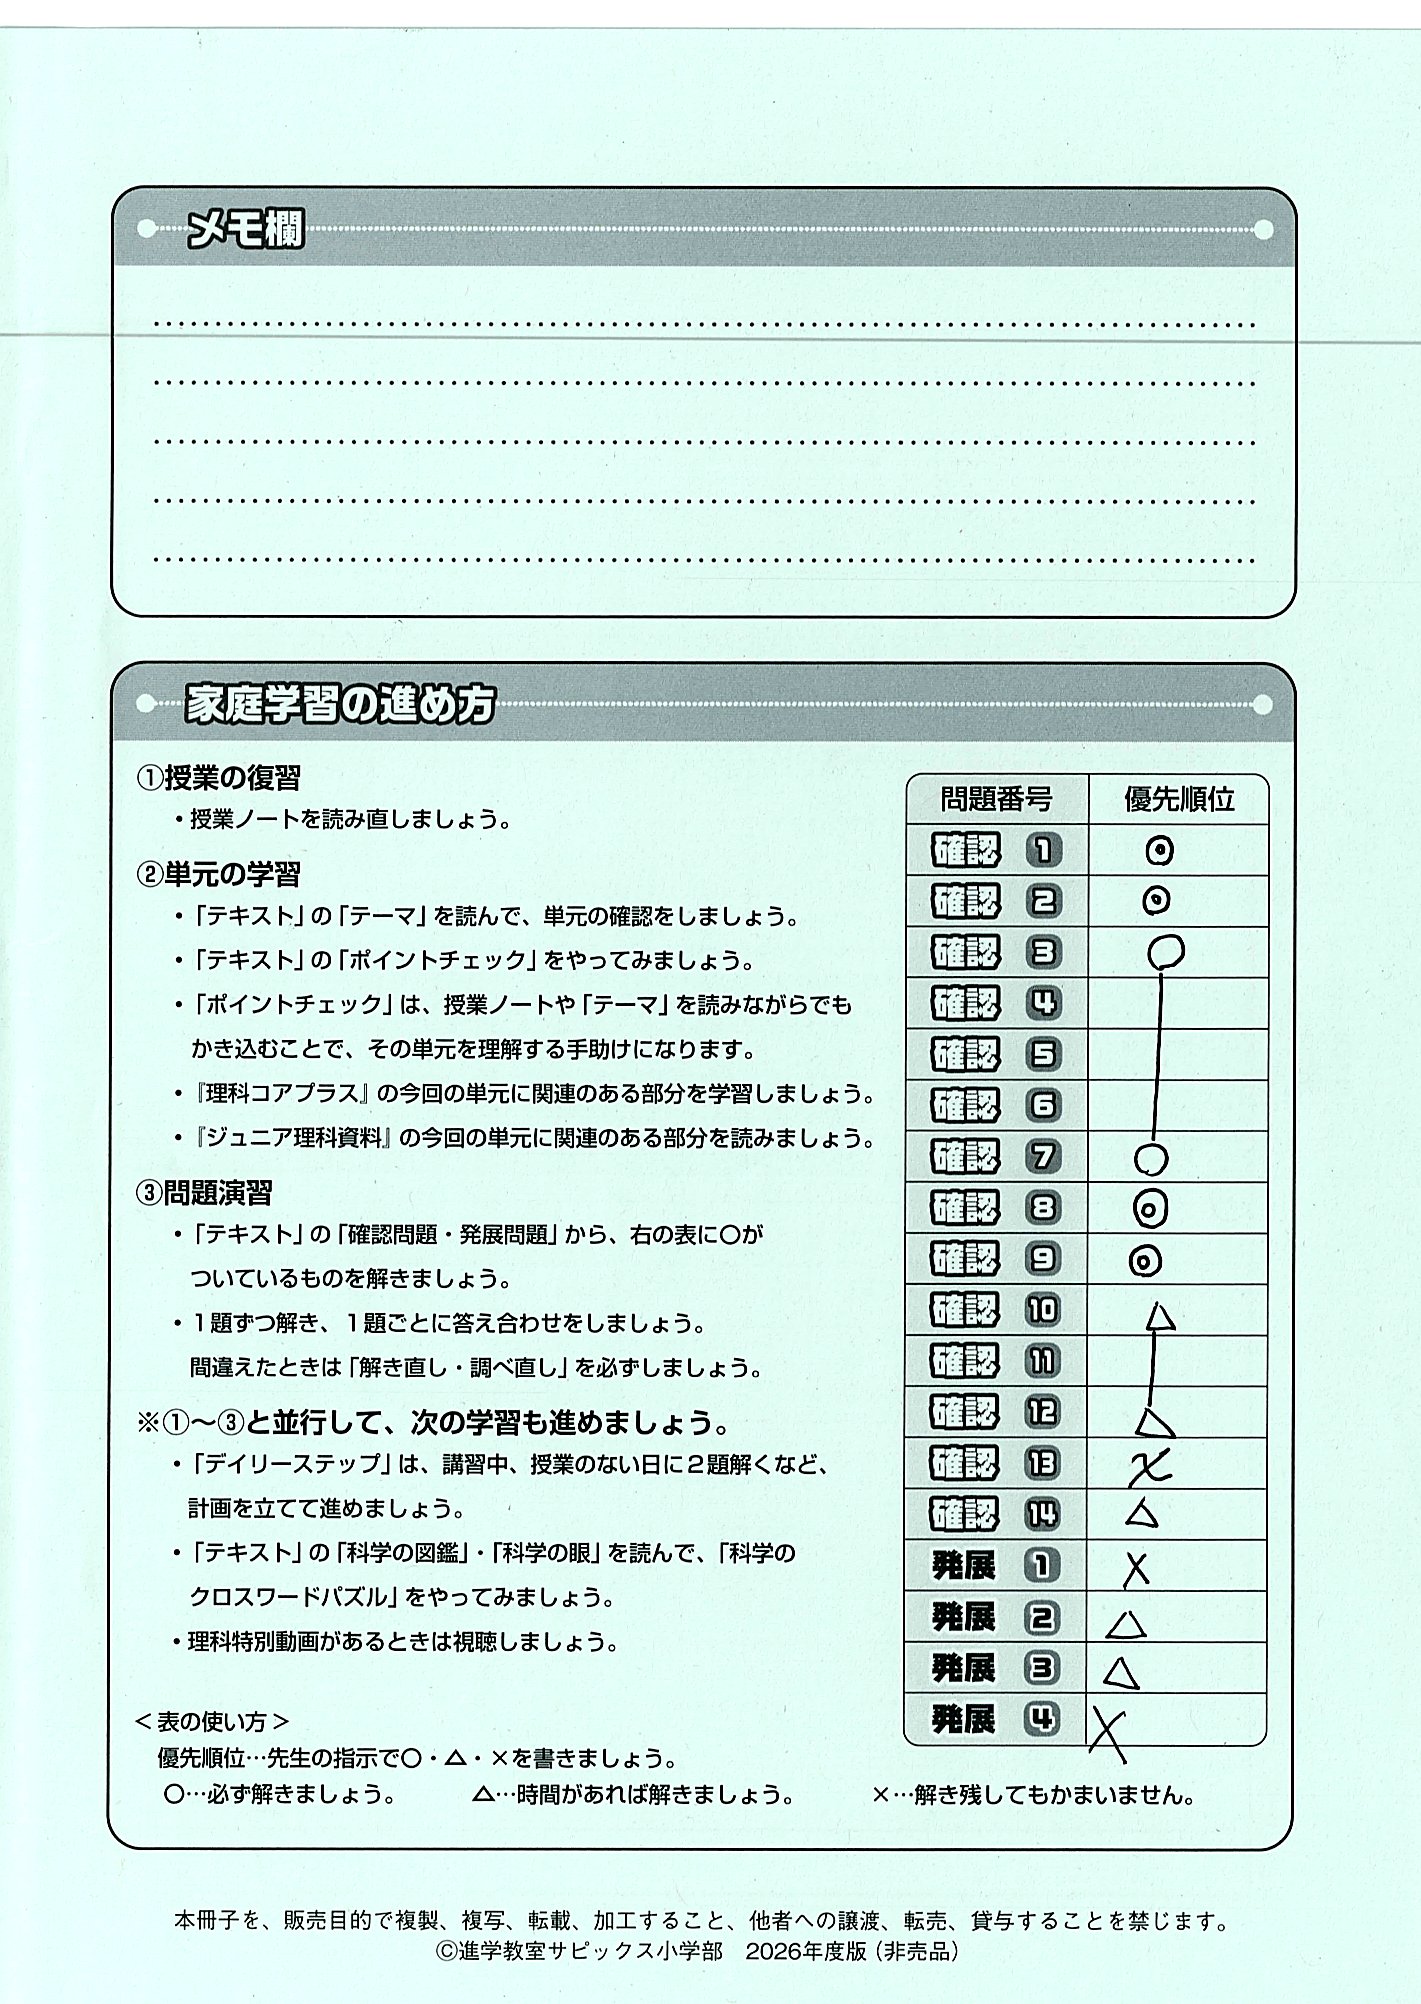 メモ欄
家庭学習の進め方
①授業の復習
・授業ノートを読み直しましょう。
②単元の学習
・「テキスト」の「テーマ」を読んで、単元の確認をしましょう。
・「テキスト」の「ポイントチェック」をやってみましょう。
・「ポイントチェック」は、授業ノートや「テーマ」を読みながらでも
かき込むことで、その単元を理解する手助けになります。
・『理科コアプラス』の今回の単元に関連のある部分を学習しましょう。
・『ジュニア理科資料』の今回の単元に関連のある部分を読みましょう。
③問題演習
・「テキスト」の「確認問題・発展問題」から、右の表に〇が
ついているものを解きましょう。
・１題ずつ解き、１題ごとに答え合わせをしましょう。
間違えたときは「解き直し・調べ直し」を必ずしましょう。
※①～③と並行して、次の学習も進めましょう。
・「デイリーステップ」は、講習中、授業のない日に２題解くなど、
計画を立てて進めましょう。
・「テキスト」の「科学の図鑑」・「科学の眼」を読んで、「科学の
クロスワードパズル」をやってみましょう。
・理科特別動画があるときは視聴しましょう。
問題番号 優先順位
確認 1 ◎
確認 2 ◎
確認 3 〇
確認 4
確認 5
確認 6
確認 7 〇
確認 8 ◎
確認 9 ◎
確認 10 △
確認 11
確認 12 △
確認 13 ×
確認 14 △
発展 1 ×
発展 2 △
発展 3 △
発展 4 ×
＜表の使い方＞
優先順位…先生の指示で〇・△・×を書きましょう。
〇…必ず解きましょう。 △…時間があれば解きましょう。 ×…解き残してもかまいません。
本冊子を、販売目的で複製、複写、転載、加工すること、他者への譲渡、転売、貸与することを禁じます。
©進学教室サピックス小学部 2026年度版（非売品）